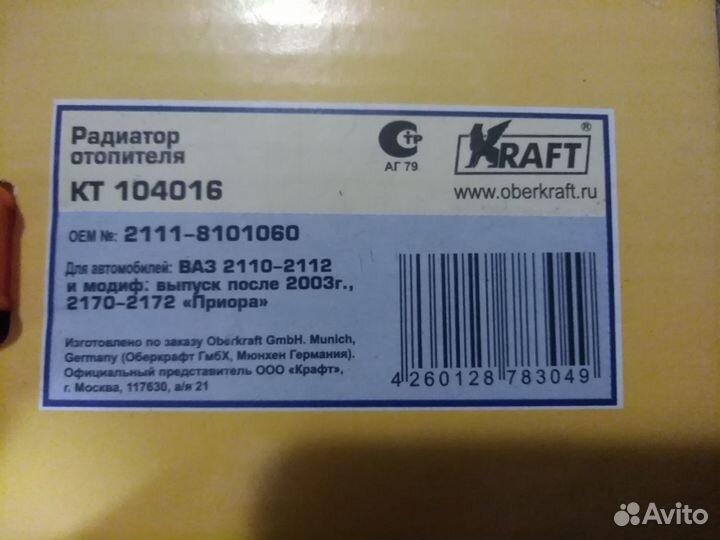 Радиатор
отопителя
КТ 104016
СТР
АГ 79
KRAFT®
www.oberkraft.ru
OEM №: 2111-8101060
Для автомобилей: ВАЗ 2110-2112
и модиф: выпуск после 2003г.,
2170-2172 «Приора»
Изготовлено по заказу Oberkraft GmbH. Munich,
Germany (Оберкрафт ГмбХ, Мюнхен Германия).
Официальный представитель ООО «Крафт»,
г. Москва, 117630, а/я 21
4 260128 783049
Avito